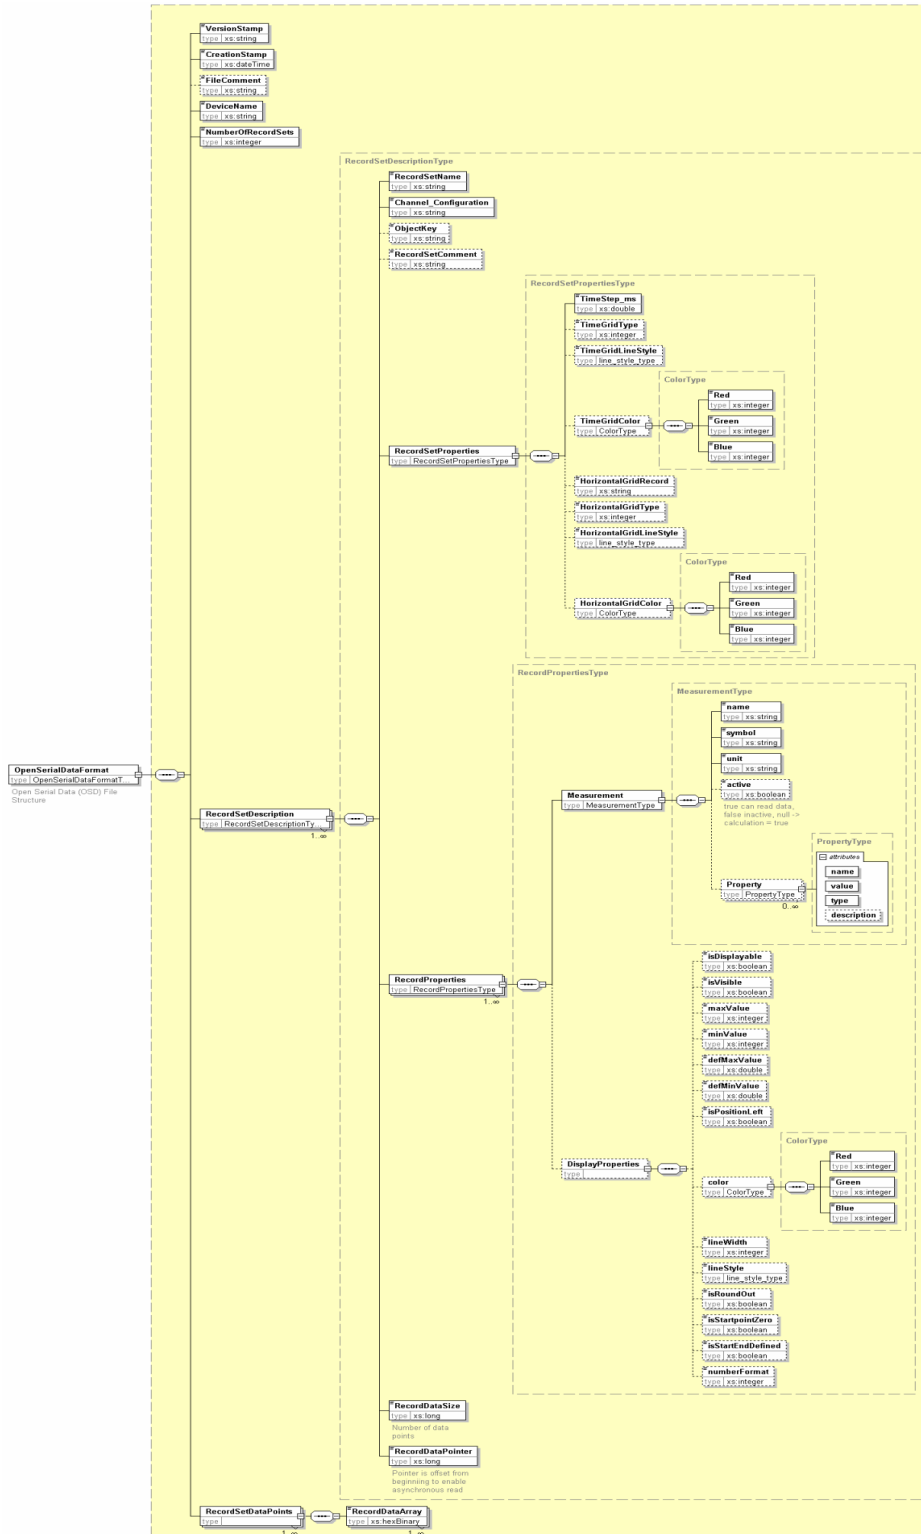 VersionStamp
type xs:string
CreationStamp
type xs:dateTime
FileComment
type xs:string
DeviceName
type xs:string
NumberOfRecordSets
type xs:integer
RecordSetDescriptionType
RecordSetName
type xs:string
Channel_Configuration
type xs:string
ObjectKey
type xs:string
RecordSetComment
type xs:string
RecordSetPropertiesType
TimeStep_ms
type xs:double
TimeGridType
type xs:integer
TimeGridLineStyle
type line_style_type
ColorType
Red
type xs:integer
TimeGridColor
type ColorType
Green
type xs:integer
Blue
type xs:integer
RecordSetProperties
type RecordSetPropertiesType
HorizontalGridRecord
type xs:string
HorizontalGridType
type xs:integer
HorizontalGridLineStyle
type line_style_type
ColorType
Red
type xs:integer
HorizontalGridColor
type ColorType
Green
type xs:integer
Blue
type xs:integer
RecordPropertiesType
MeasurementType
name
type xs:string
symbol
type xs:string
unit
type xs:string
active
type xs:boolean
true can read data,
false inactive, null ->
calculation = true
Measurement
type MeasurementType
OpenSerialDataFormat
type OpenSerialDataFormatT...
Open Serial Data (OSD) File
Structure
RecordSetDescription
type RecordSetDescriptionTy...
1..∞
PropertyType
attributes
name
value
type
description
Property
type PropertyType
0..∞
RecordProperties
type RecordPropertiesType
1..∞
isDisplayable
type xs:boolean
isVisible
type xs:boolean
maxValue
type xs:integer
minValue
type xs:integer
defMaxValue
type xs:double
defMinValue
type xs:double
isPositionLeft
type xs:boolean
ColorType
Red
type xs:integer
DisplayProperties
type
color
type ColorType
Green
type xs:integer
Blue
type xs:integer
lineWidth
type xs:integer
lineStyle
type line_style_type
isRoundOut
type xs:boolean
isStartpointZero
type xs:boolean
isStartEndDefined
type xs:boolean
numberFormat
type xs:integer
RecordDataSize
type xs:long
Number of data
points
RecordDataPointer
type xs:long
Pointer is offset from
beginniing to enable
asynchronous read
RecordSetDataPoints
type
1..∞
RecordDataArray
type xs:hexBinary
1..∞